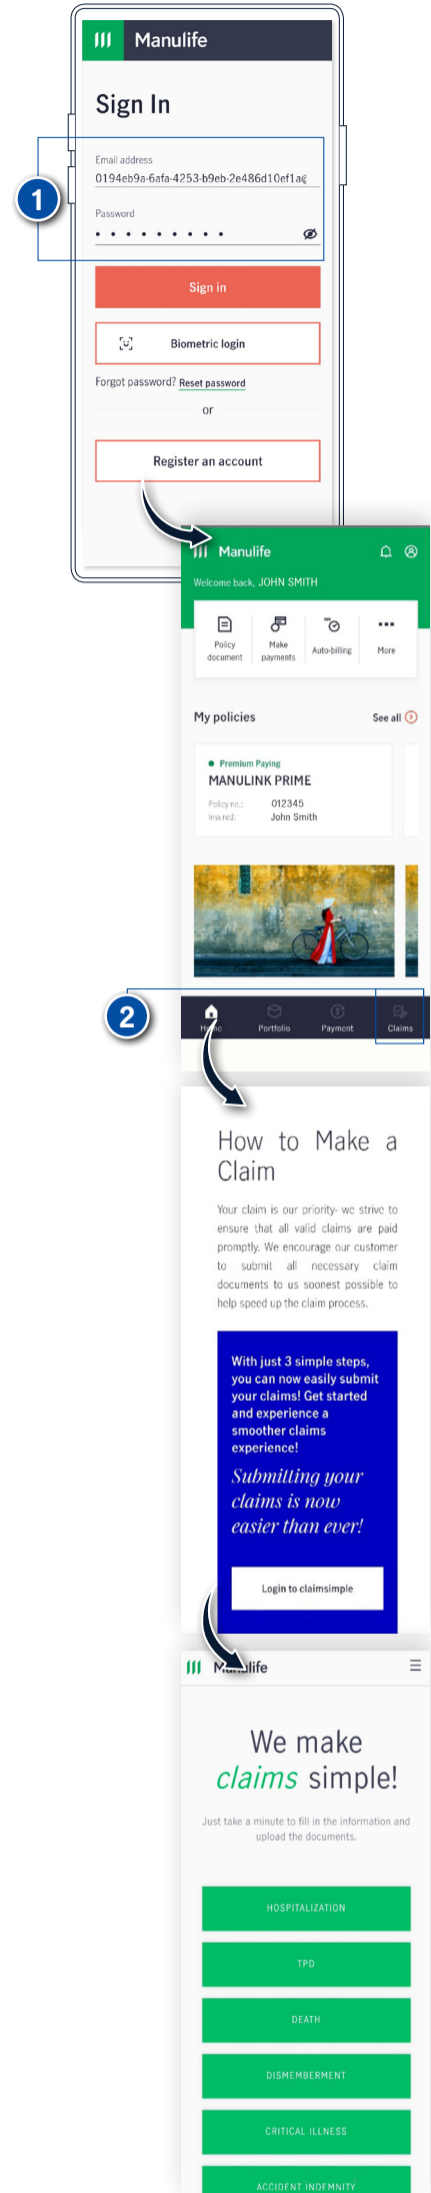 Manulife
Sign In
Email address
0194eb9a-6afa-4253-b9eb-2e486d10ef1ac
1
Password
Sign in
Biometric login
Forgot password? Reset password
or
Register an account
Manulife
Welcome back, JOHN SMITH
Policy document
Make payments
Auto-billing
More
My policies
See all
Premium Paying
MANULINK PRIME
Policy no.: 012345
Insured: John Smith
2
Home
Portfolio
Payment
Claims
How to Make a
Claim
Your claim is our priority- we strive to
ensure that all valid claims are paid
promptly. We encourage our customer
to submit all necessary claim
documents to us soonest possible to
help speed up the claim process.
With just 3 simple steps,
you can now easily submit
your claims! Get started
and experience a
smoother claims
experience!
Submitting your
claims is now
easier than ever!
Login to claimsimple
Manulife
We make
claims simple!
Just take a minute to fill in the information and
upload the documents.
HOSPITALIZATION
TPD
DEATH
DISMEMBERMENT
CRITICAL ILLNESS
ACCIDENT INDEMNITY